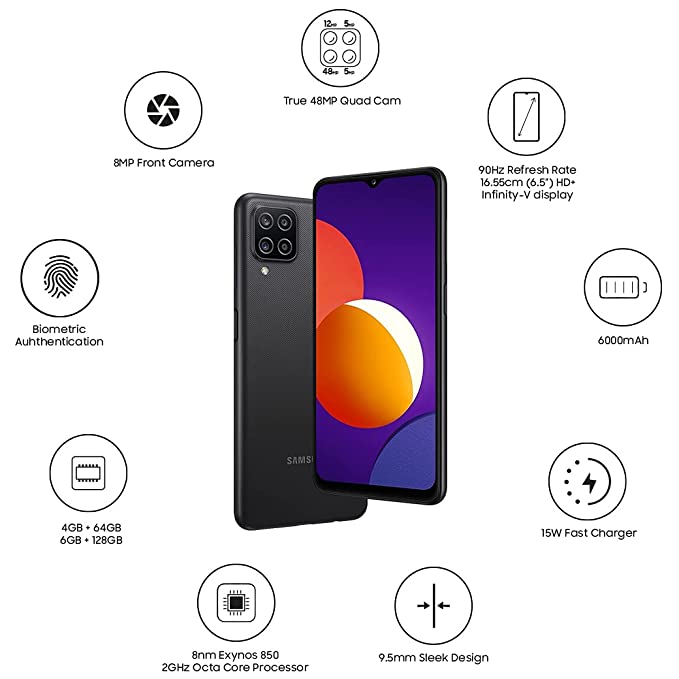 12MP 5MP
48MP 5MP
True 48MP Quad Cam
8MP Front Camera
90Hz Refresh Rate
16.55cm (6.5") HD+
Infinity-V display
Biometric
Auhthentication
6000mAh
SAMS
4GB + 64GB
6GB + 128GB
15W Fast Charger
8nm Exynos 850
2GHz Octa Core Processor
9.5mm Sleek Design